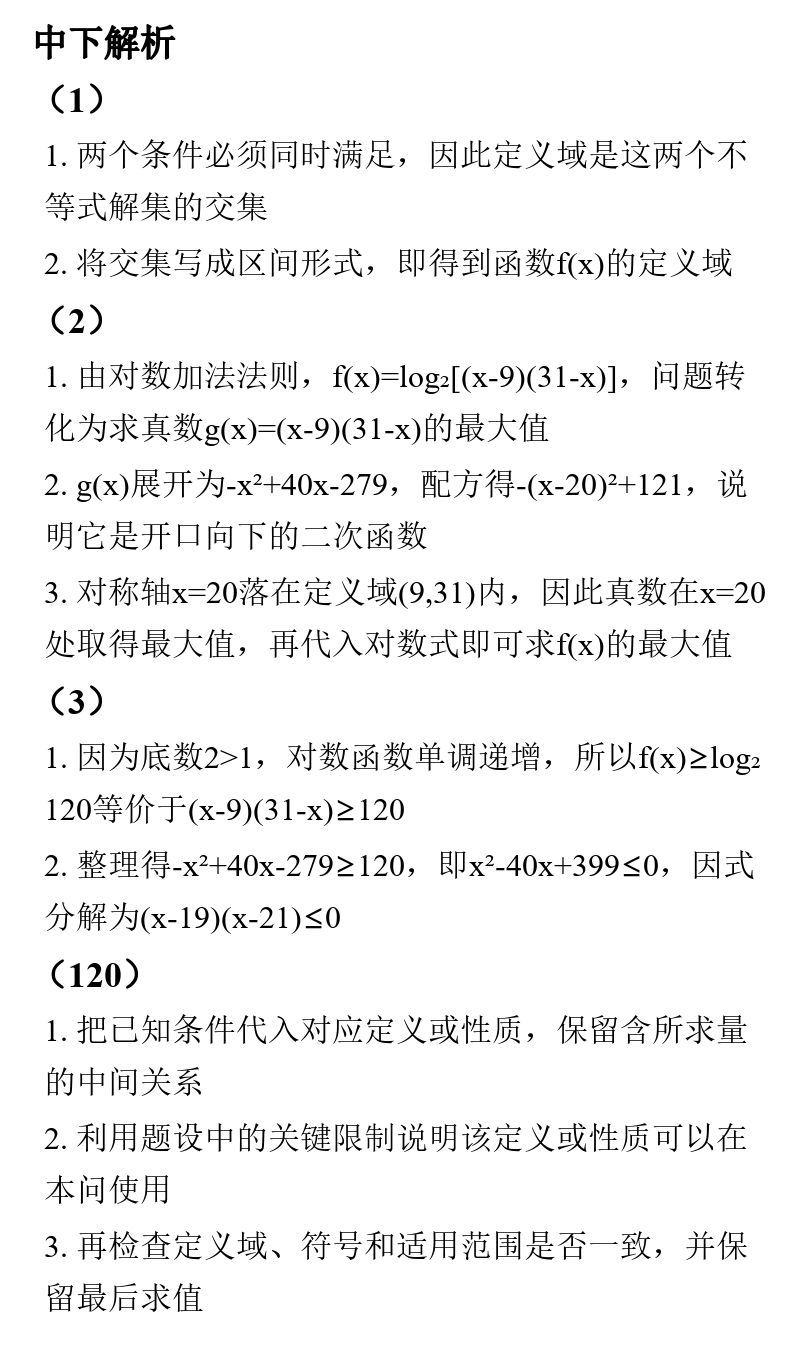 中下解析
（1）
1. 两个条件必须同时满足，因此定义域是这两个不
等式解集的交集
2. 将交集写成区间形式，即得到函数f(x)的定义域
（2）
1. 由对数加法法则，f(x)=log₂[(x-9)(31-x)]，问题转
化为求真数g(x)=(x-9)(31-x)的最大值
2. g(x)展开为-x²+40x-279，配方得-(x-20)²+121，说
明它是开口向下的二次函数
3. 对称轴x=20落在定义域(9,31)内，因此真数在x=20
处取得最大值，再代入对数式即可求f(x)的最大值
（3）
1. 因为底数2>1，对数函数单调递增，所以f(x)≥log₂
120等价于(x-9)(31-x)≥120
2. 整理得-x²+40x-279≥120，即x²-40x+399≤0，因式
分解为(x-19)(x-21)≤0
（120）
1. 把已知条件代入对应定义或性质，保留含所求量
的中间关系
2. 利用题设中的关键限制说明该定义或性质可以在
本问使用
3. 再检查定义域、符号和适用范围是否一致，并保
留最后求值